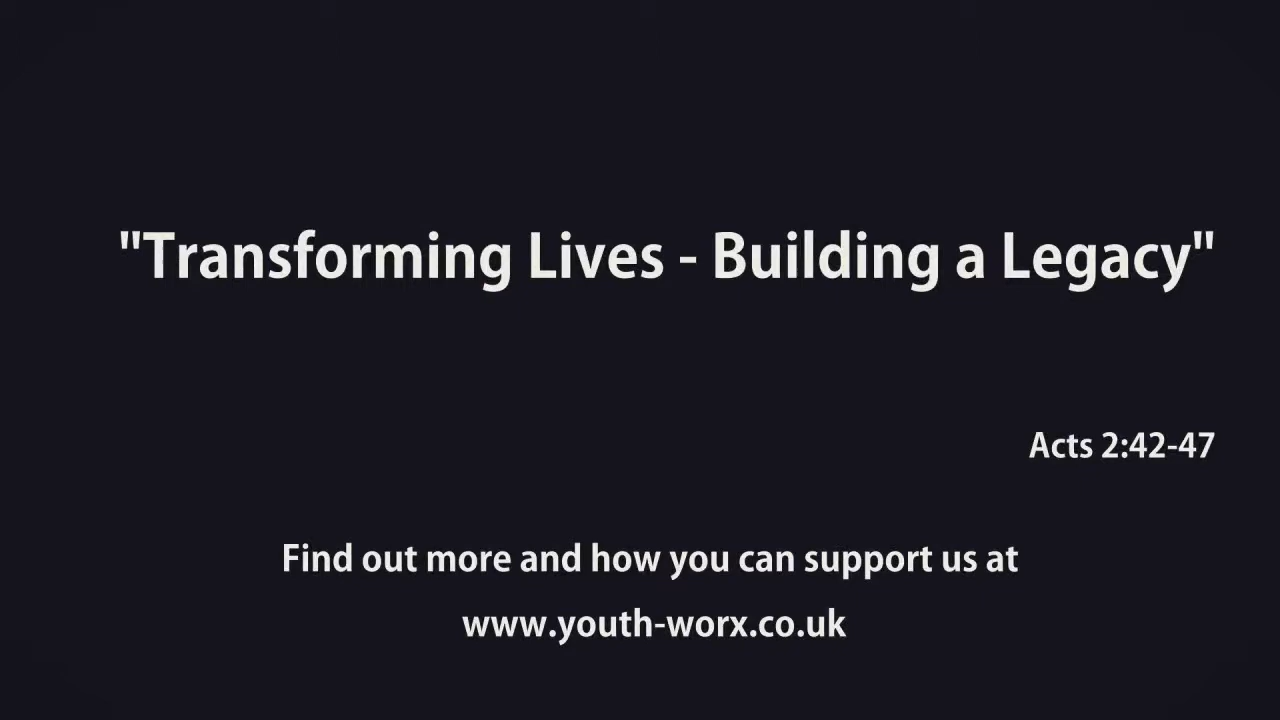 "Transforming Lives - Building a Legacy"
Acts 2:42-47
Find out more and how you can support us at
www.youth-worx.co.uk